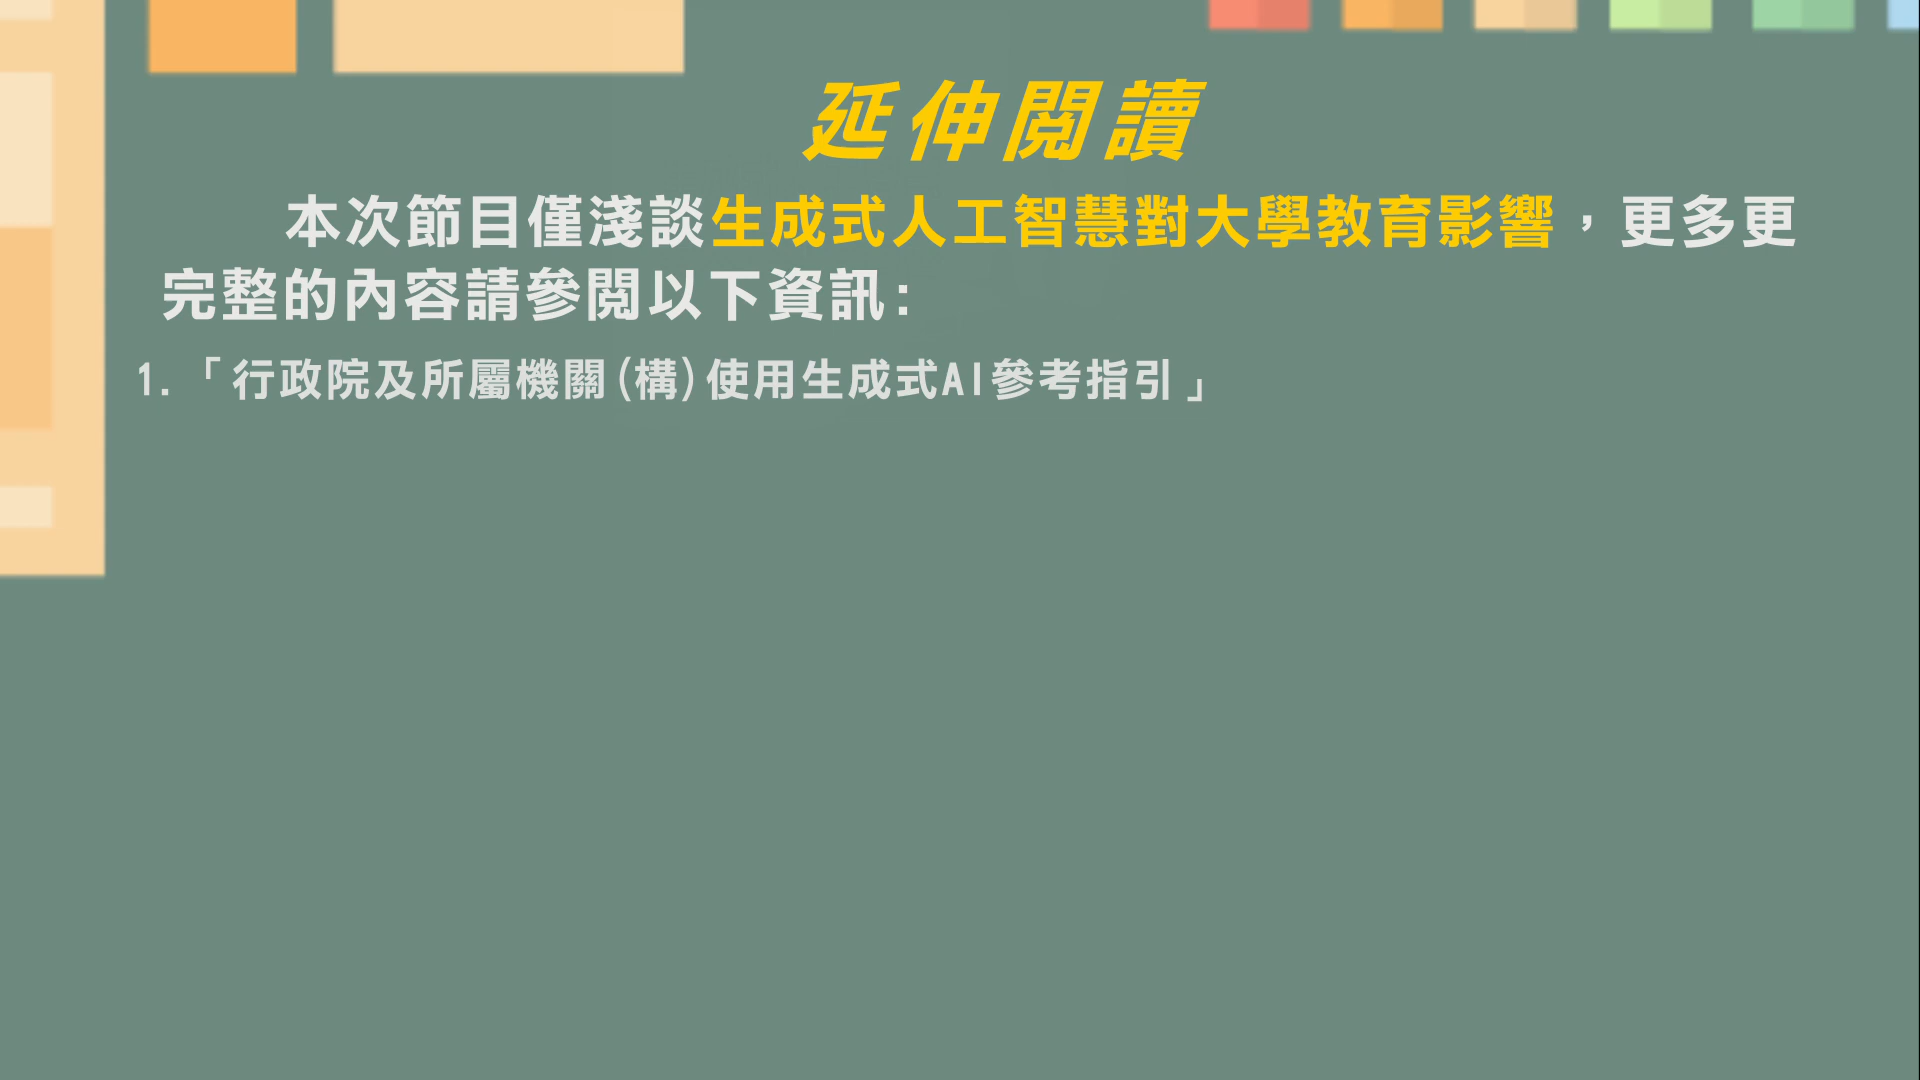 延伸閱讀
本次節目僅淺談生成式人工智慧對大學教育影響，更多更
完整的內容請參閱以下資訊：
1.「行政院及所屬機關(構)使用生成式AI參考指引」